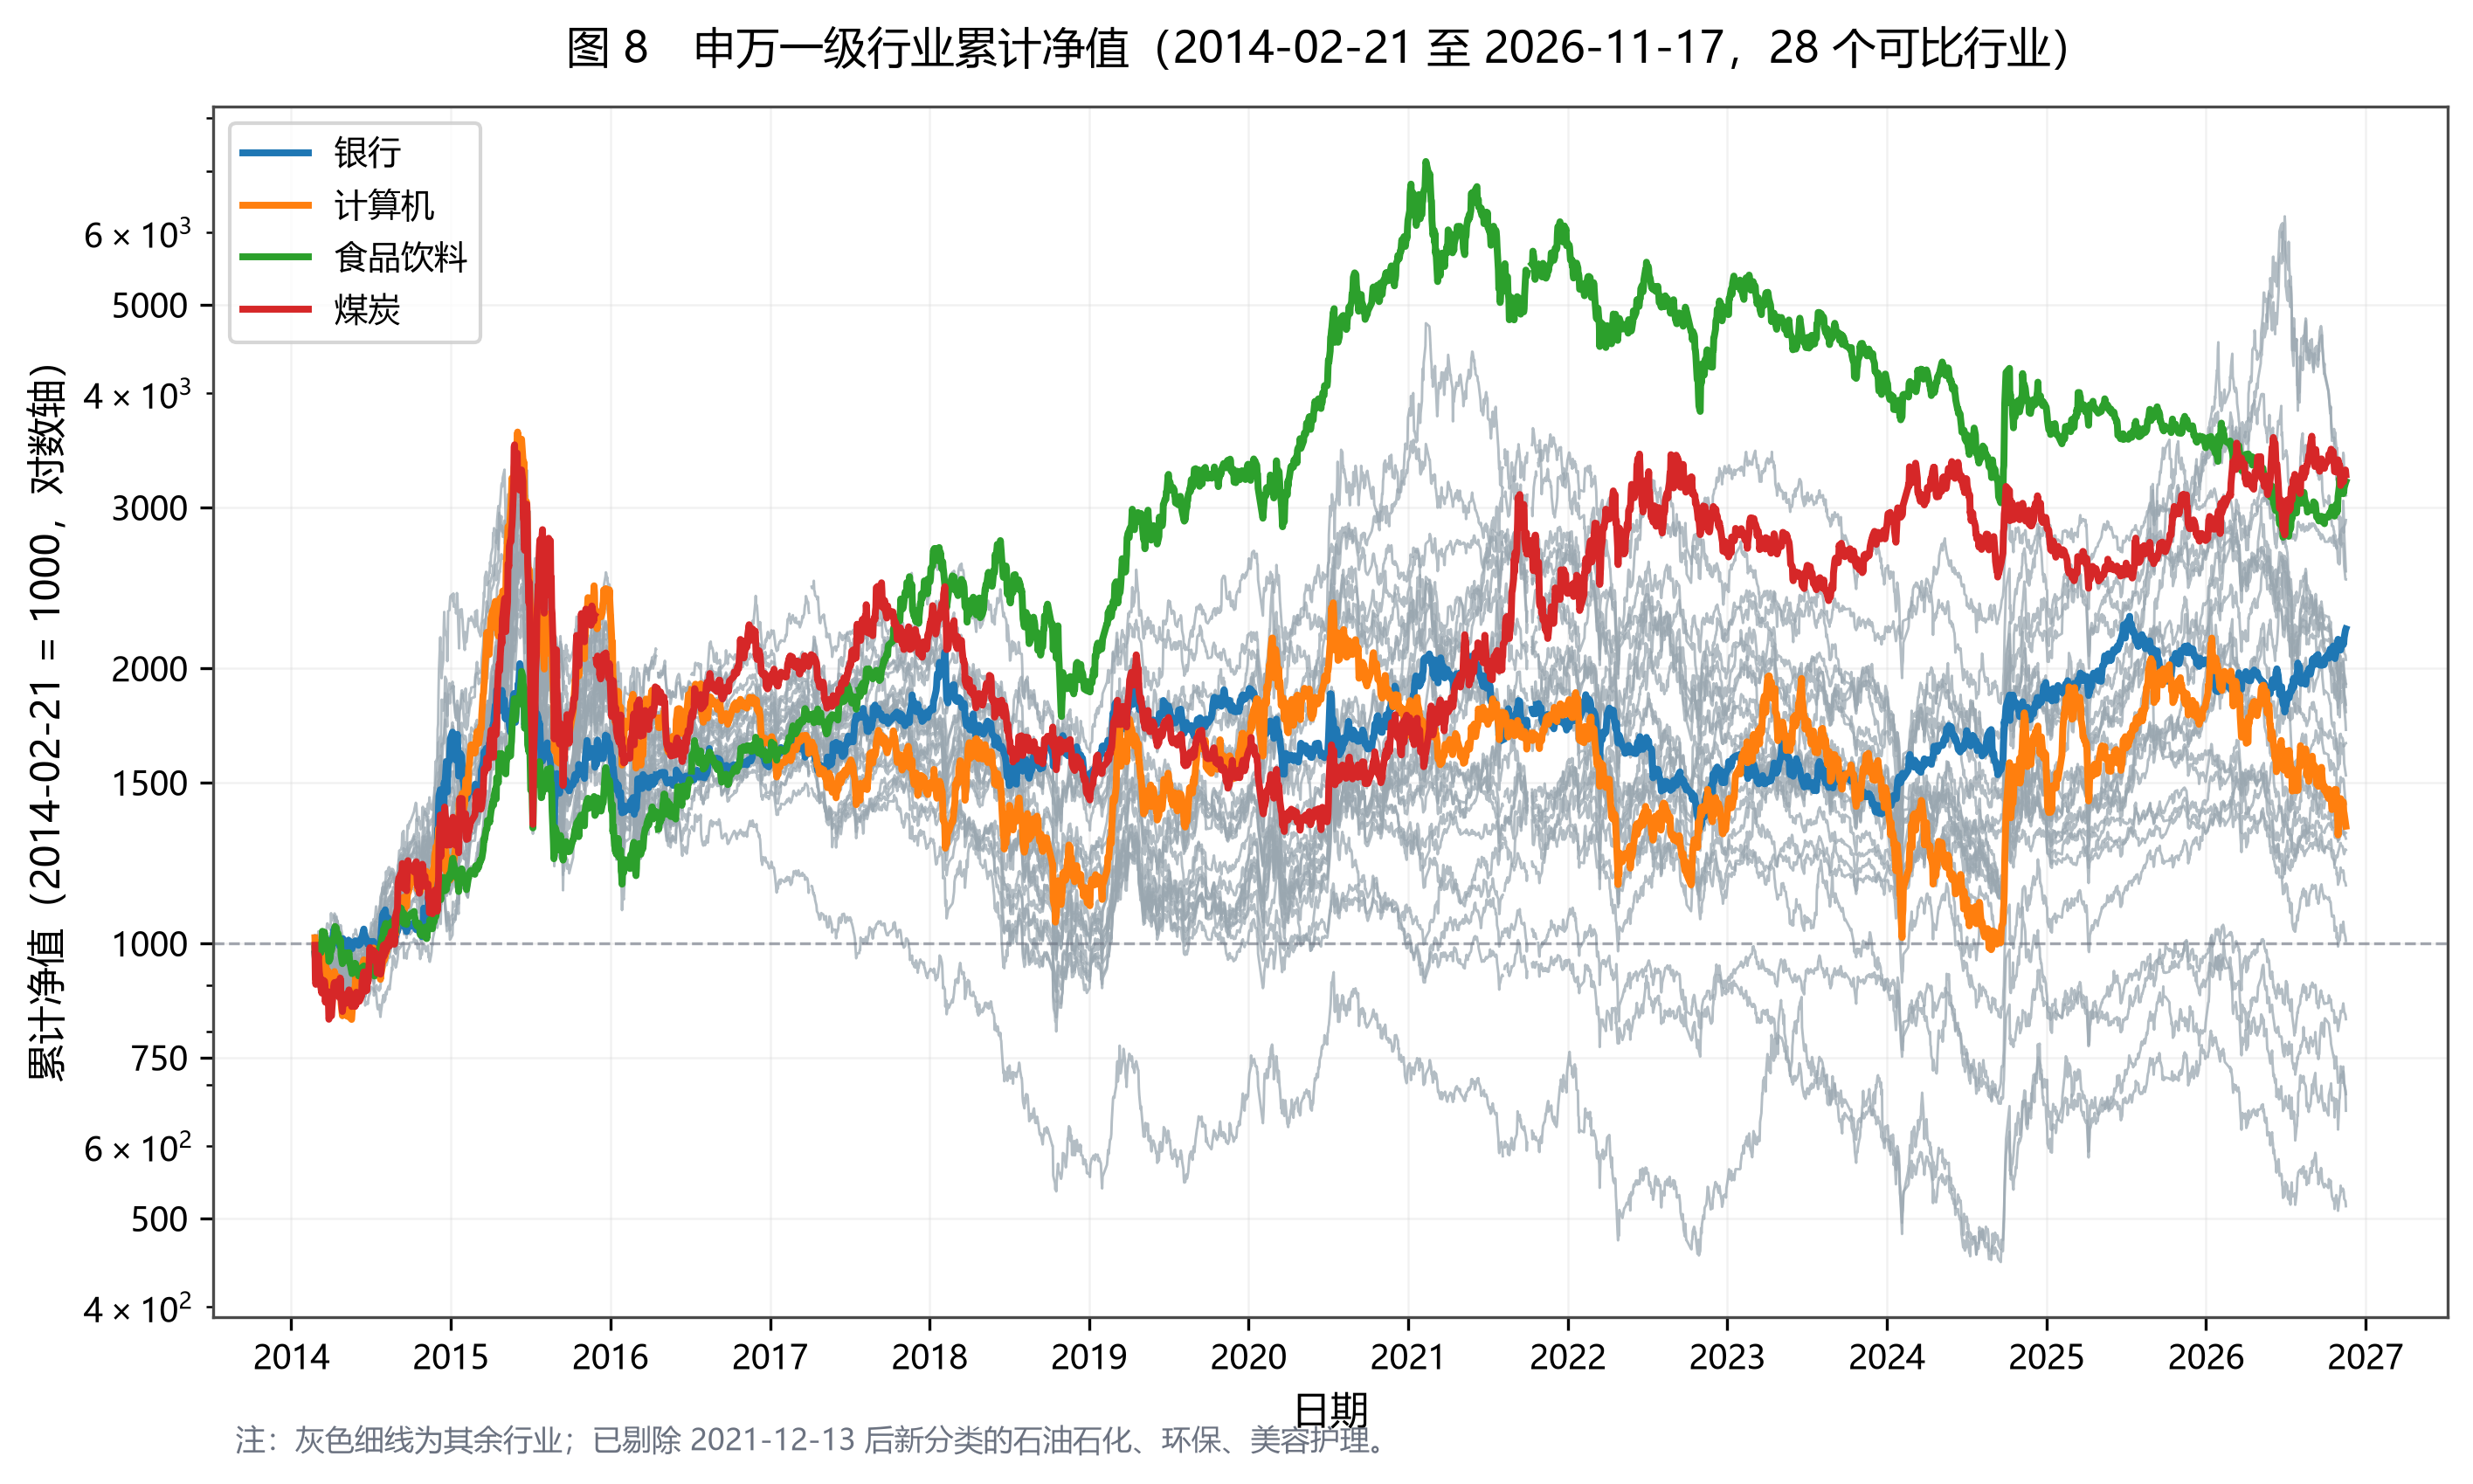 图 8　申万一级行业累计净值（2014-02-21 至 2026-11-17，28 个可比行业）
银行
计算机
食品饮料
煤炭
累计净值（2014-02-21 = 1000，对数轴）
6 × 10³
5000
4 × 10³
3000
2000
1500
1000
750
6 × 10²
500
4 × 10²
2014 2015 2016 2017 2018 2019 2020 2021 2022 2023 2024 2025 2026 2027
日期
注：灰色细线为其余行业；已剔除 2021-12-13 后新分类的石油石化、环保、美容护理。